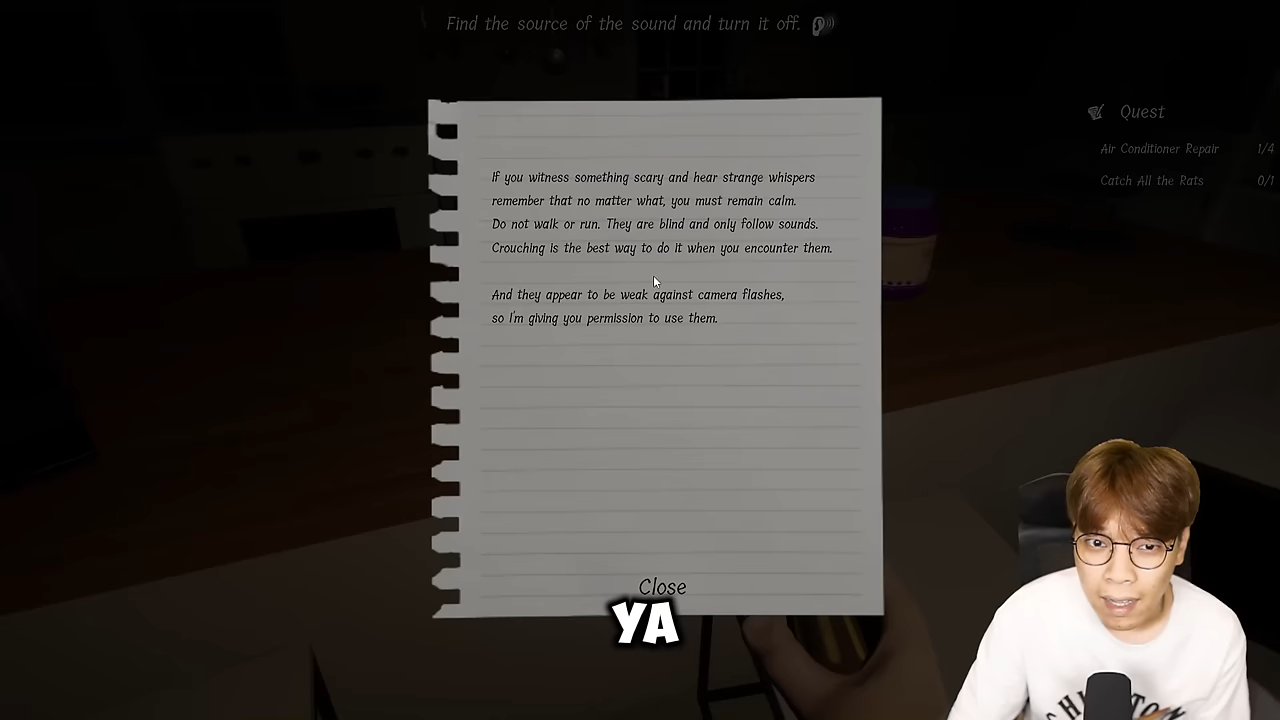 Find the source of the sound and turn it off.
Quest
Air Conditioner Repair 1/4
Catch All the Rats 0/1
If you witness something scary and hear strange whispers
remember that no matter what, you must remain calm.
Do not walk or run. They are blind and only follow sounds.
Crouching is the best way to do it when you encounter them.
And they appear to be weak against camera flashes,
so I'm giving you permission to use them.
Close
YA